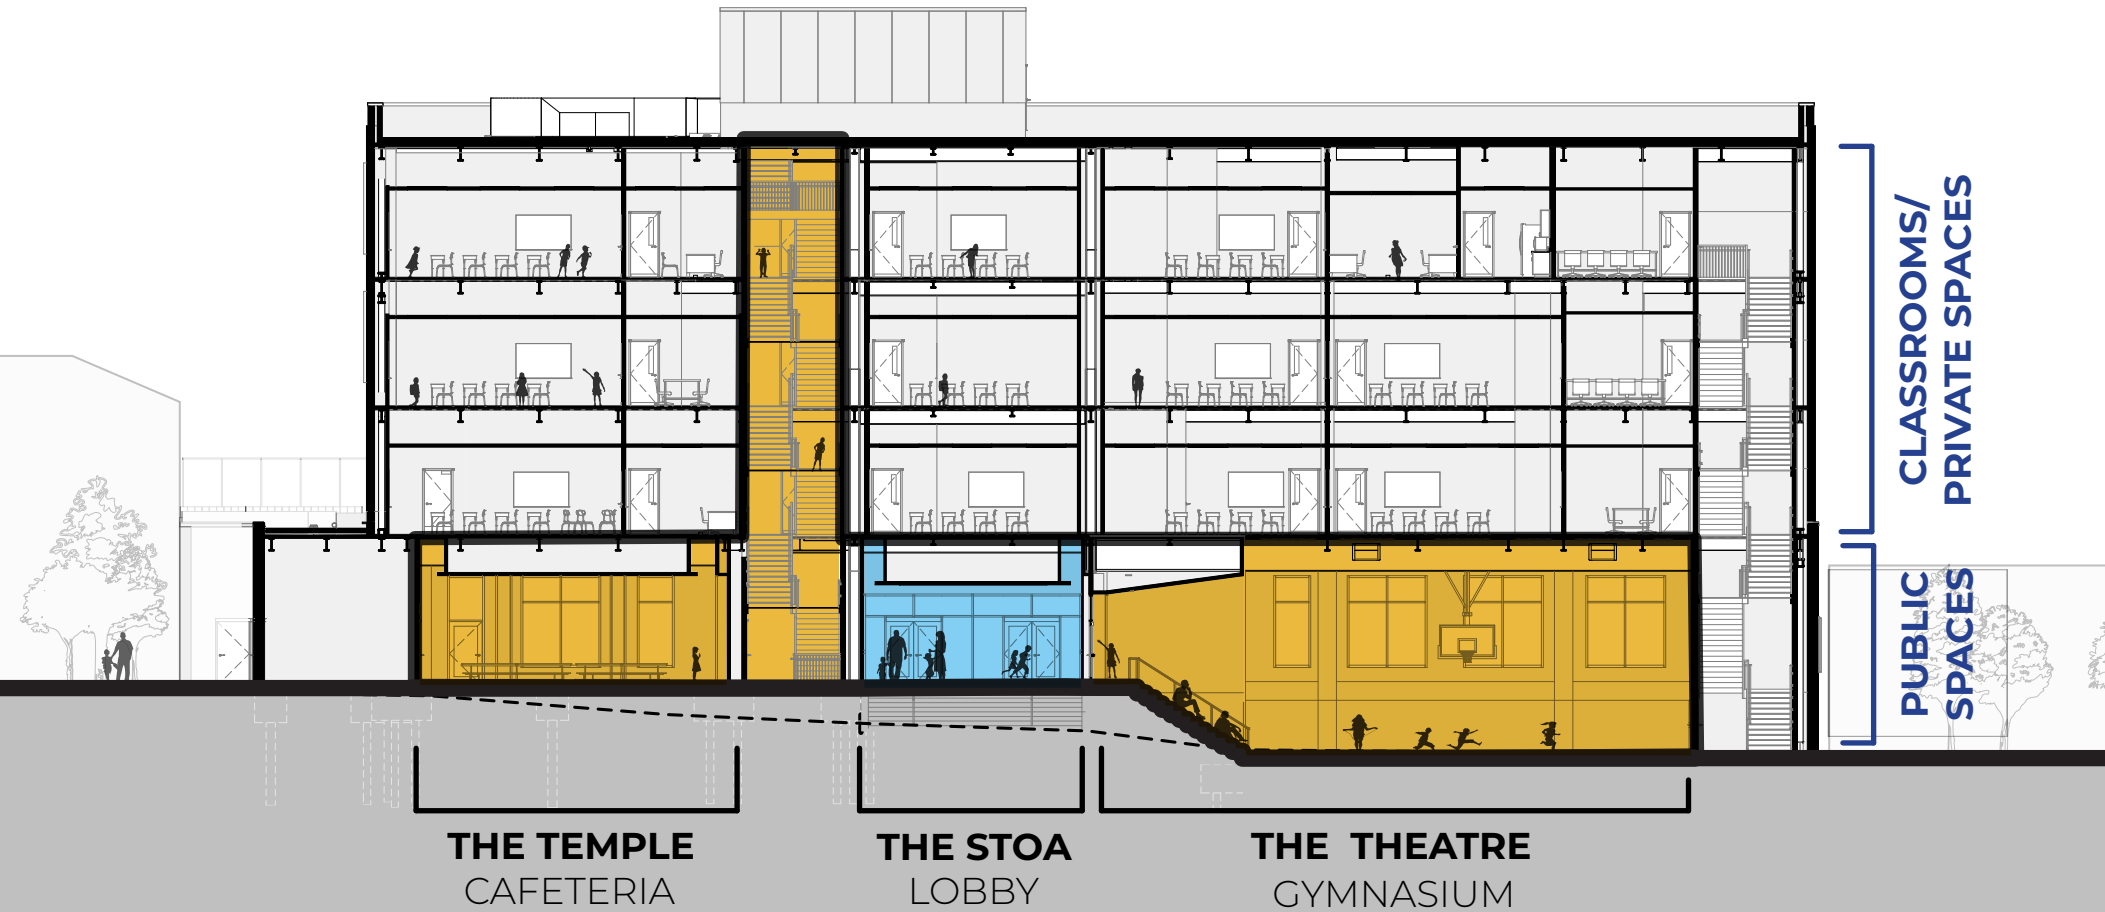 CLASSROOMS/
PRIVATE SPACES
PUBLIC
SPACES
THE TEMPLE
CAFETERIA
THE STOA
LOBBY
THE THEATRE
GYMNASIUM